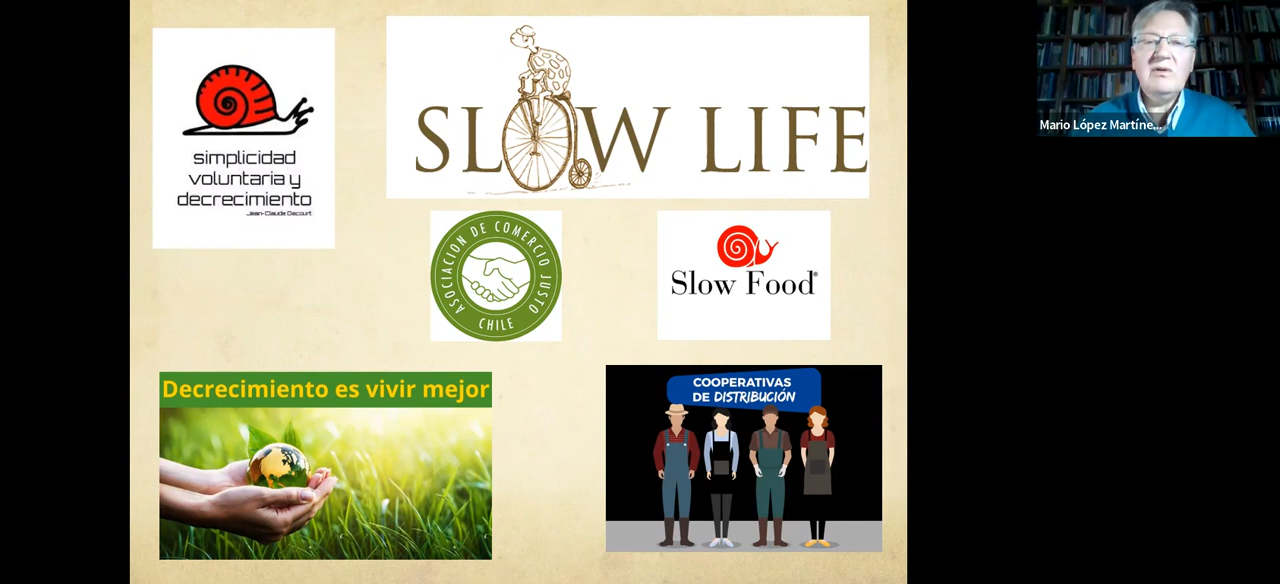 simplicidad
voluntaria y
decrecimiento
Jean-Claude Decourt
SLOW LIFE
Mario López Martíne...
ASOCIACION DE COMERCIO JUSTO
CHILE
Slow Food®
Decrecimiento es vivir mejor
COOPERATIVAS
DE DISTRIBUCIÓN